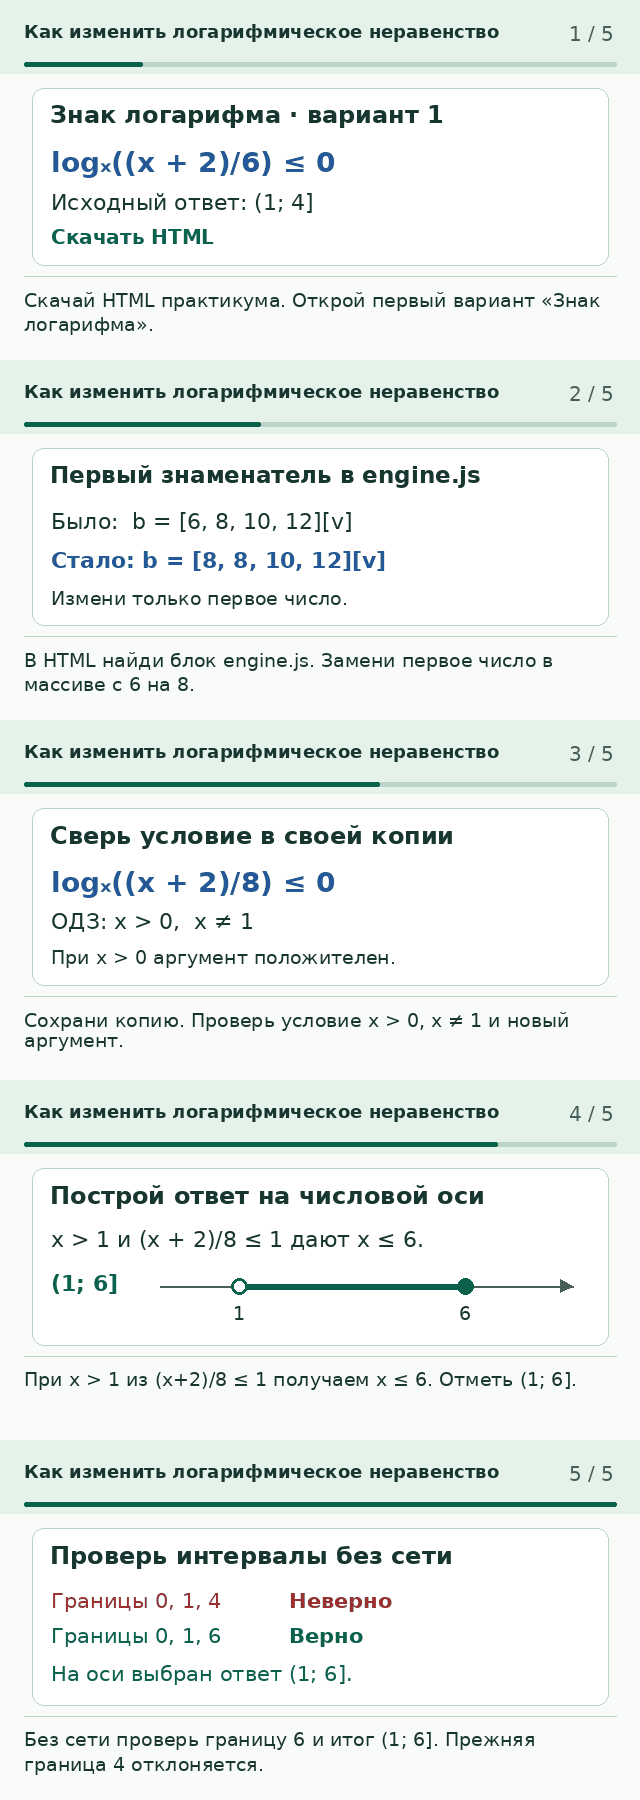 Как изменить логарифмическое неравенство
1 / 5
Знак логарифма · вариант 1
logₓ((x + 2)/6) ≤ 0
Исходный ответ: (1; 4]
Скачать HTML
Скачай HTML практикума. Открой первый вариант «Знак
логарифма».
Как изменить логарифмическое неравенство
2 / 5
Первый знаменатель в engine.js
Было:  b = [6, 8, 10, 12][v]
Стало: b = [8, 8, 10, 12][v]
Измени только первое число.
В HTML найди блок engine.js. Замени первое число в
массиве с 6 на 8.
Как изменить логарифмическое неравенство
3 / 5
Сверь условие в своей копии
logₓ((x + 2)/8) ≤ 0
ОДЗ: x > 0,  x ≠ 1
При x > 0 аргумент положителен.
Сохрани копию. Проверь условие x > 0, x ≠ 1 и новый
аргумент.
Как изменить логарифмическое неравенство
4 / 5
Построй ответ на числовой оси
x > 1 и (x + 2)/8 ≤ 1 дают x ≤ 6.
(1; 6]
1
6
При x > 1 из (x+2)/8 ≤ 1 получаем x ≤ 6. Отметь (1; 6].
Как изменить логарифмическое неравенство
5 / 5
Проверь интервалы без сети
Границы 0, 1, 4
Неверно
Границы 0, 1, 6
Верно
На оси выбран ответ (1; 6].
Без сети проверь границу 6 и итог (1; 6]. Прежняя
граница 4 отклоняется.